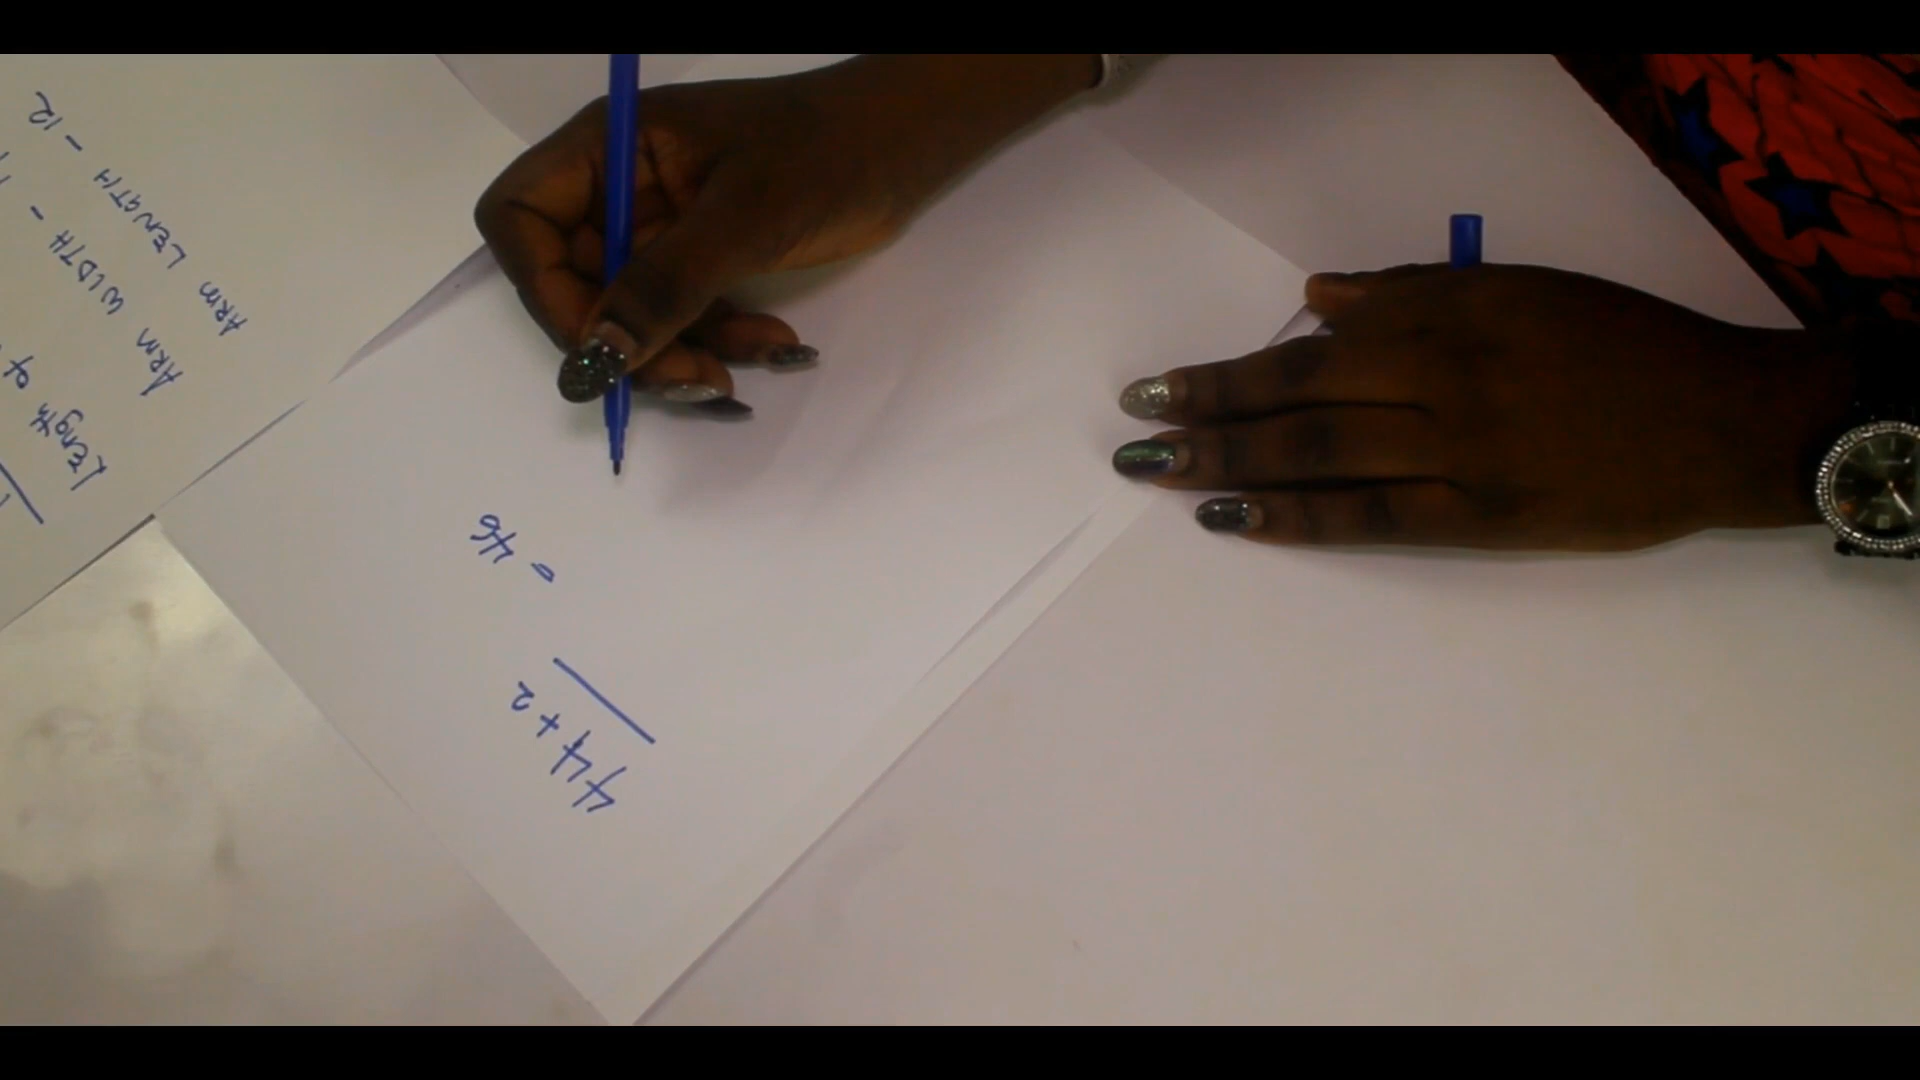 44+2
= 46
Length of
ARM WIDTH -
ARM LENGTH - 12